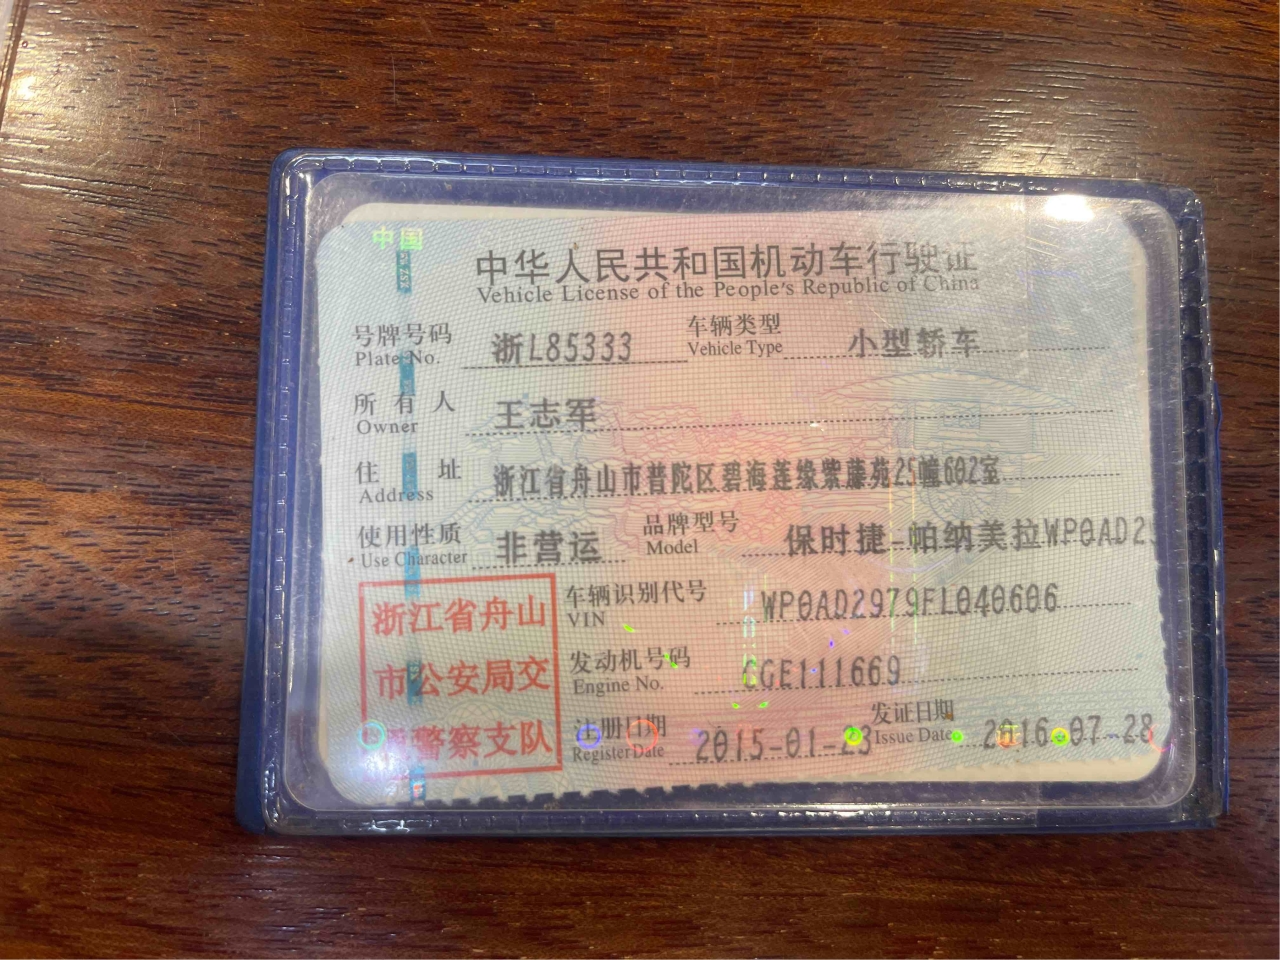 中国
中华人民共和国机动车行驶证
Vehicle License of the People's Republic of China
号牌号码 浙L85333 车辆类型 小型轿车
Plate No. Vehicle Type
所有人 王志军
Owner
住址 浙江省舟山市普陀区碧海莲缘紫藤苑25幢602室
Address
使用性质 非营运 品牌型号 保时捷-帕纳美拉WP0AD2
Use Character Model
浙江省舟山
市公安局交
警察支队
车辆识别代号 WP0AD2979FL040606
VIN
发动机号码 CGE111669
Engine No.
注册日期 发证日期 2016-07-28
Register Date Issue Date